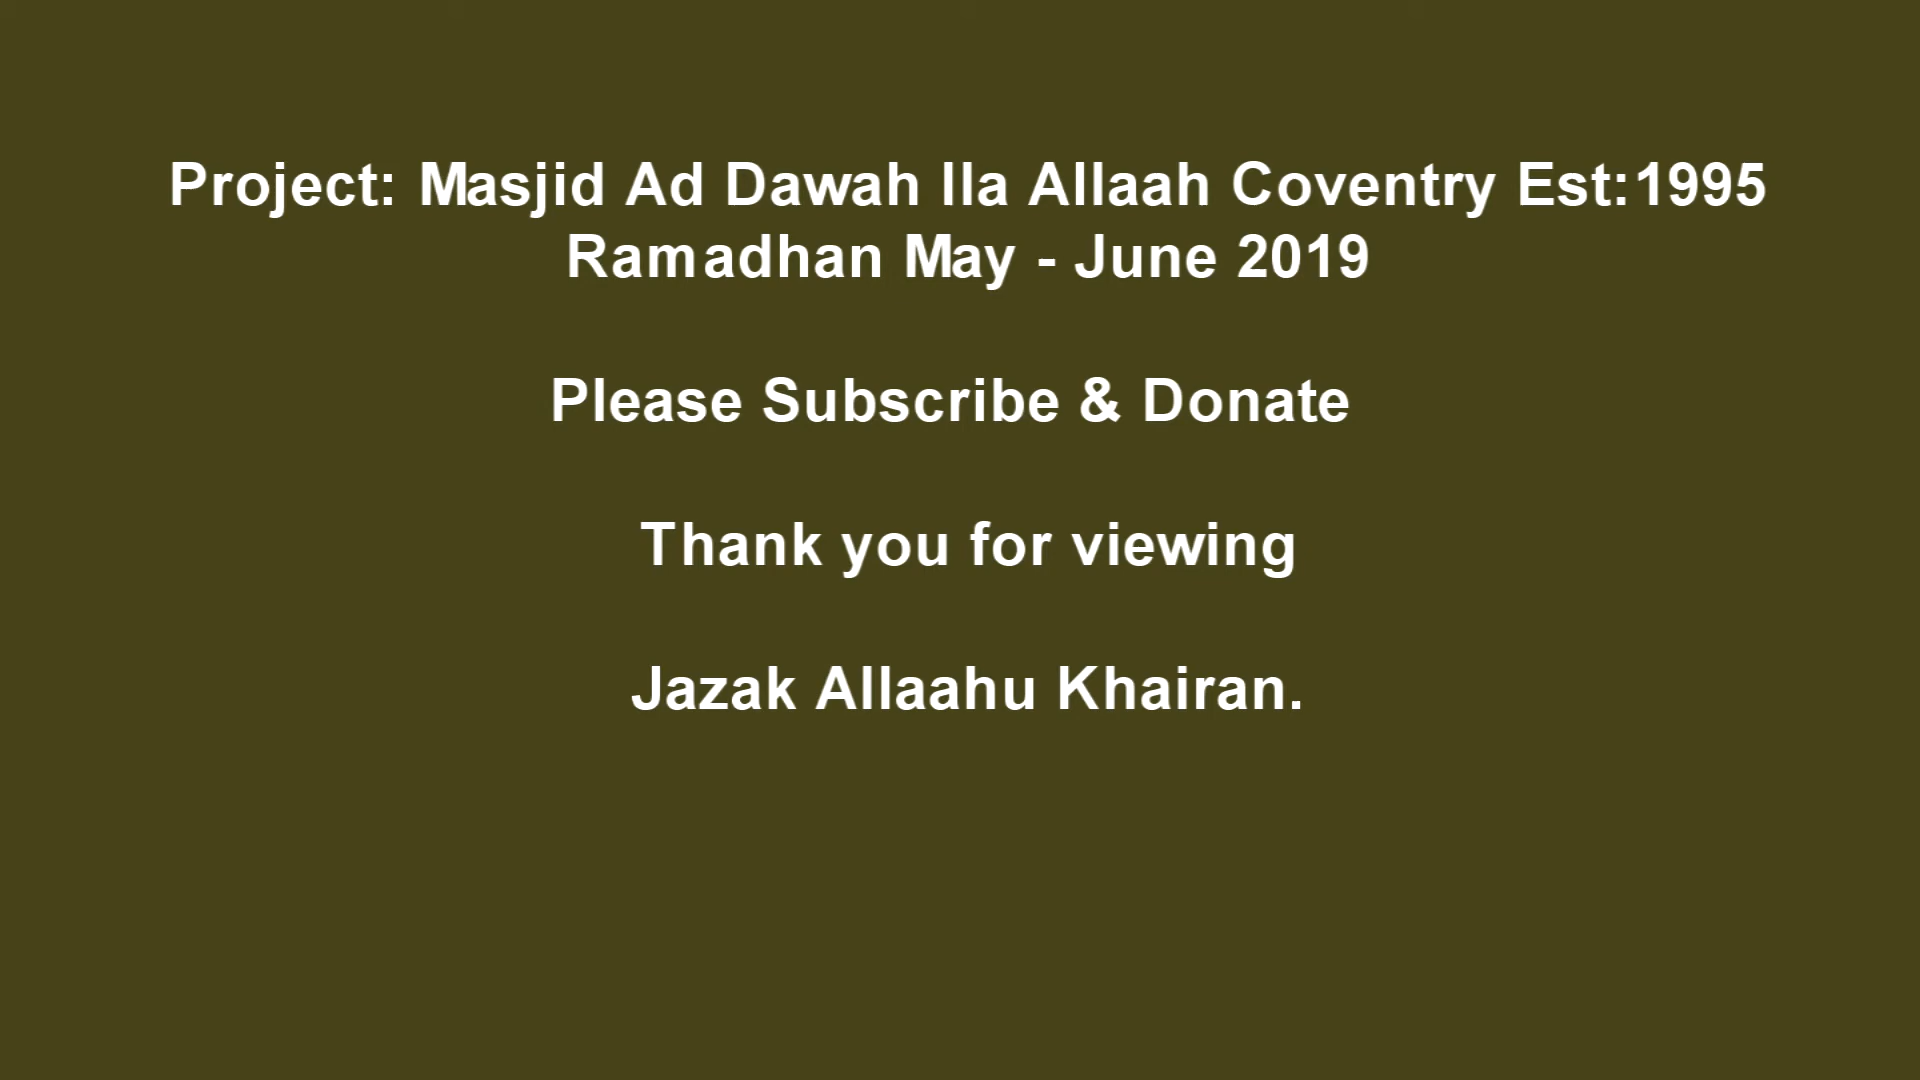 Project: Masjid Ad Dawah Ila Allaah Coventry Est:1995
Ramadhan May - June 2019
Please Subscribe & Donate
Thank you for viewing
Jazak Allaahu Khairan.